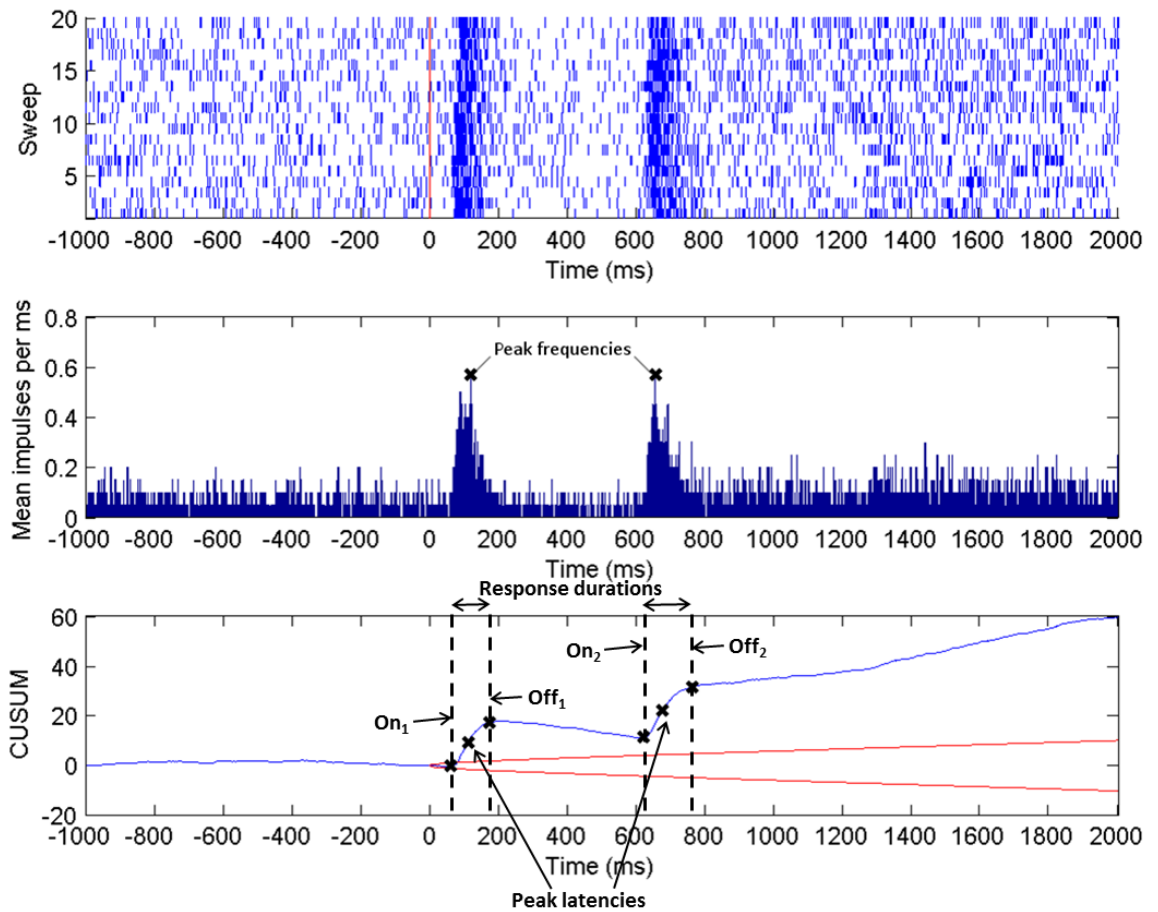 20
15
10
5
Sweep
-1000 -800 -600 -400 -200 0 200 400 600 800 1000 1200 1400 1600 1800 2000
Time (ms)
0.8
0.6
0.4
0.2
0
Mean impulses per ms
Peak frequencies
-1000 -800 -600 -400 -200 0 200 400 600 800 1000 1200 1400 1600 1800 2000
Time (ms)
Response durations
60
40
20
0
-20
CUSUM
On1
Off1
On2
Off2
-1000 -800 -600 -400 -200 0 200 400 600 800 1000 1200 1400 1600 1800 2000
Time (ms)
Peak latencies